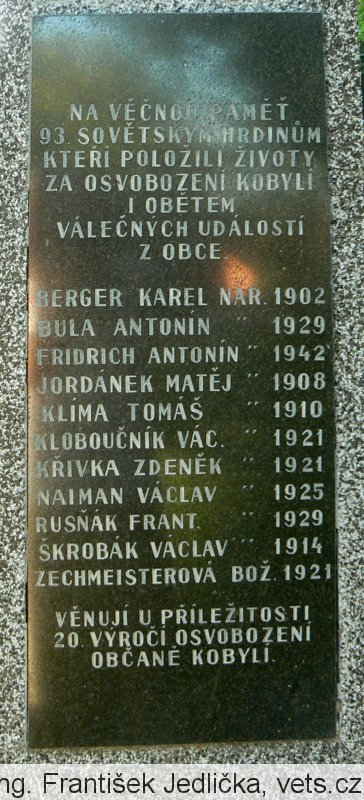 NA VĚČNOU PAMĚŤ
93. SOVĚTSKÝM HRDINŮM
KTEŘÍ POLOŽILI ŽIVOTY
ZA OSVOBOZENÍ KOBYLÍ
I OBĚTEM
VÁLEČNÝCH UDÁLOSTÍ
Z OBCE.
BERGER KAREL NAR. 1902
BULA ANTONÍN " 1929
FRIDRICH ANTONÍN " 1942
JORDÁNEK MATĚJ " 1908
KLÍMA TOMÁŠ " 1910
KLOBOUČNÍK VÁC. " 1921
KŘIVKA ZDENĚK " 1921
NAIMAN VÁCLAV " 1925
RUSŇÁK FRANT. " 1929
ŠKROBÁK VÁCLAV " 1914
ZECHMEISTEROVÁ BOŽ. 1921
VĚNUJÍ U PŘÍLEŽITOSTI
20. VÝROČÍ OSVOBOZENÍ
OBČANÉ KOBYLÍ.
ng. František Jedlička, vets.cz